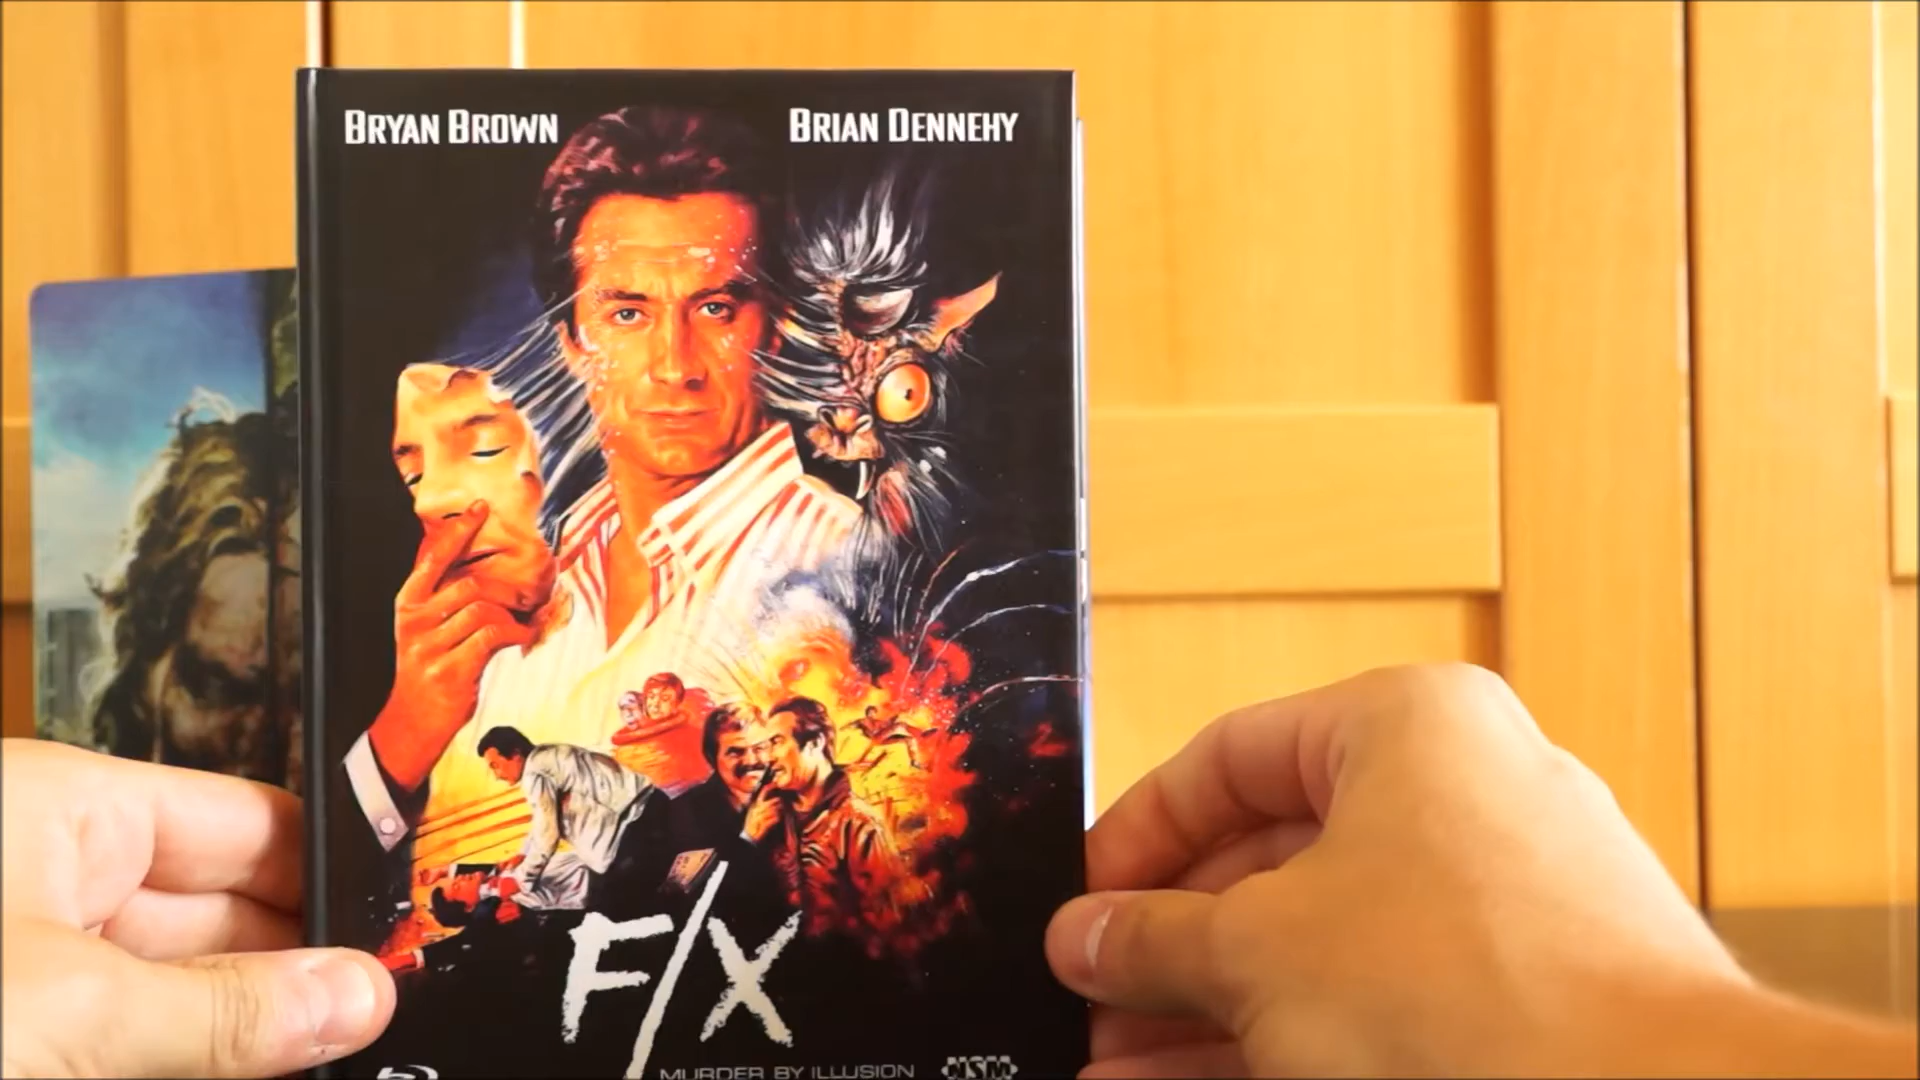 BRYAN BROWN
BRIAN DENNEHY
F/X
MURDER BY ILLUSION
NSM